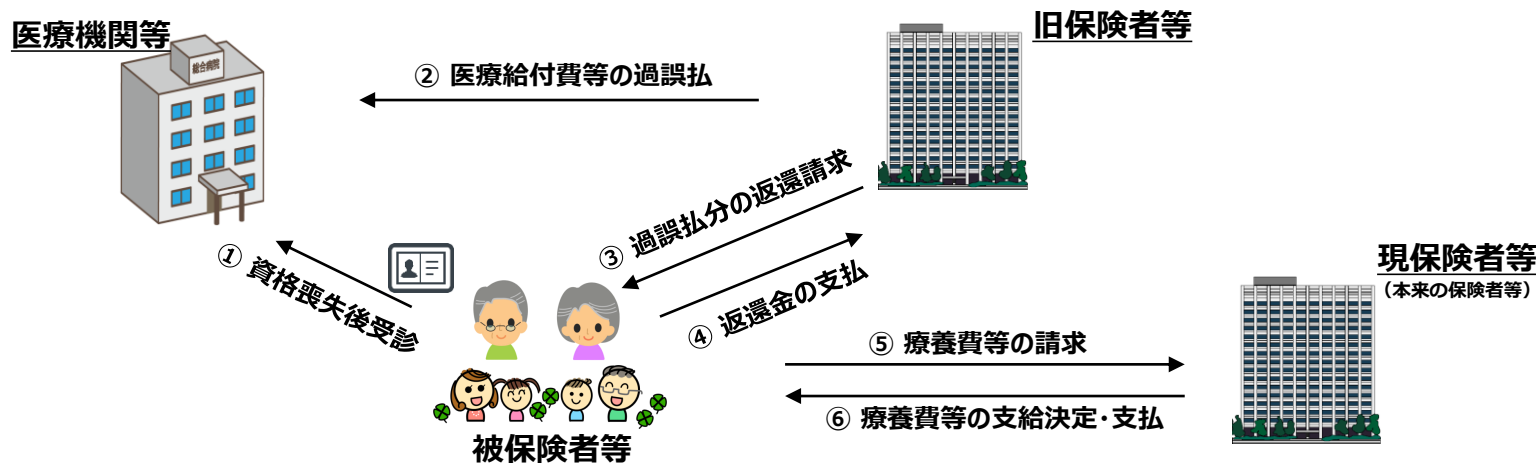 医療機関等
総合病院
旧保険者等
② 医療給付費等の過誤払
③ 過誤払分の返還請求
① 資格喪失後受診
④ 返還金の支払
現保険者等
（本来の保険者等）
⑤ 療養費等の請求
⑥ 療養費等の支給決定・支払
被保険者等